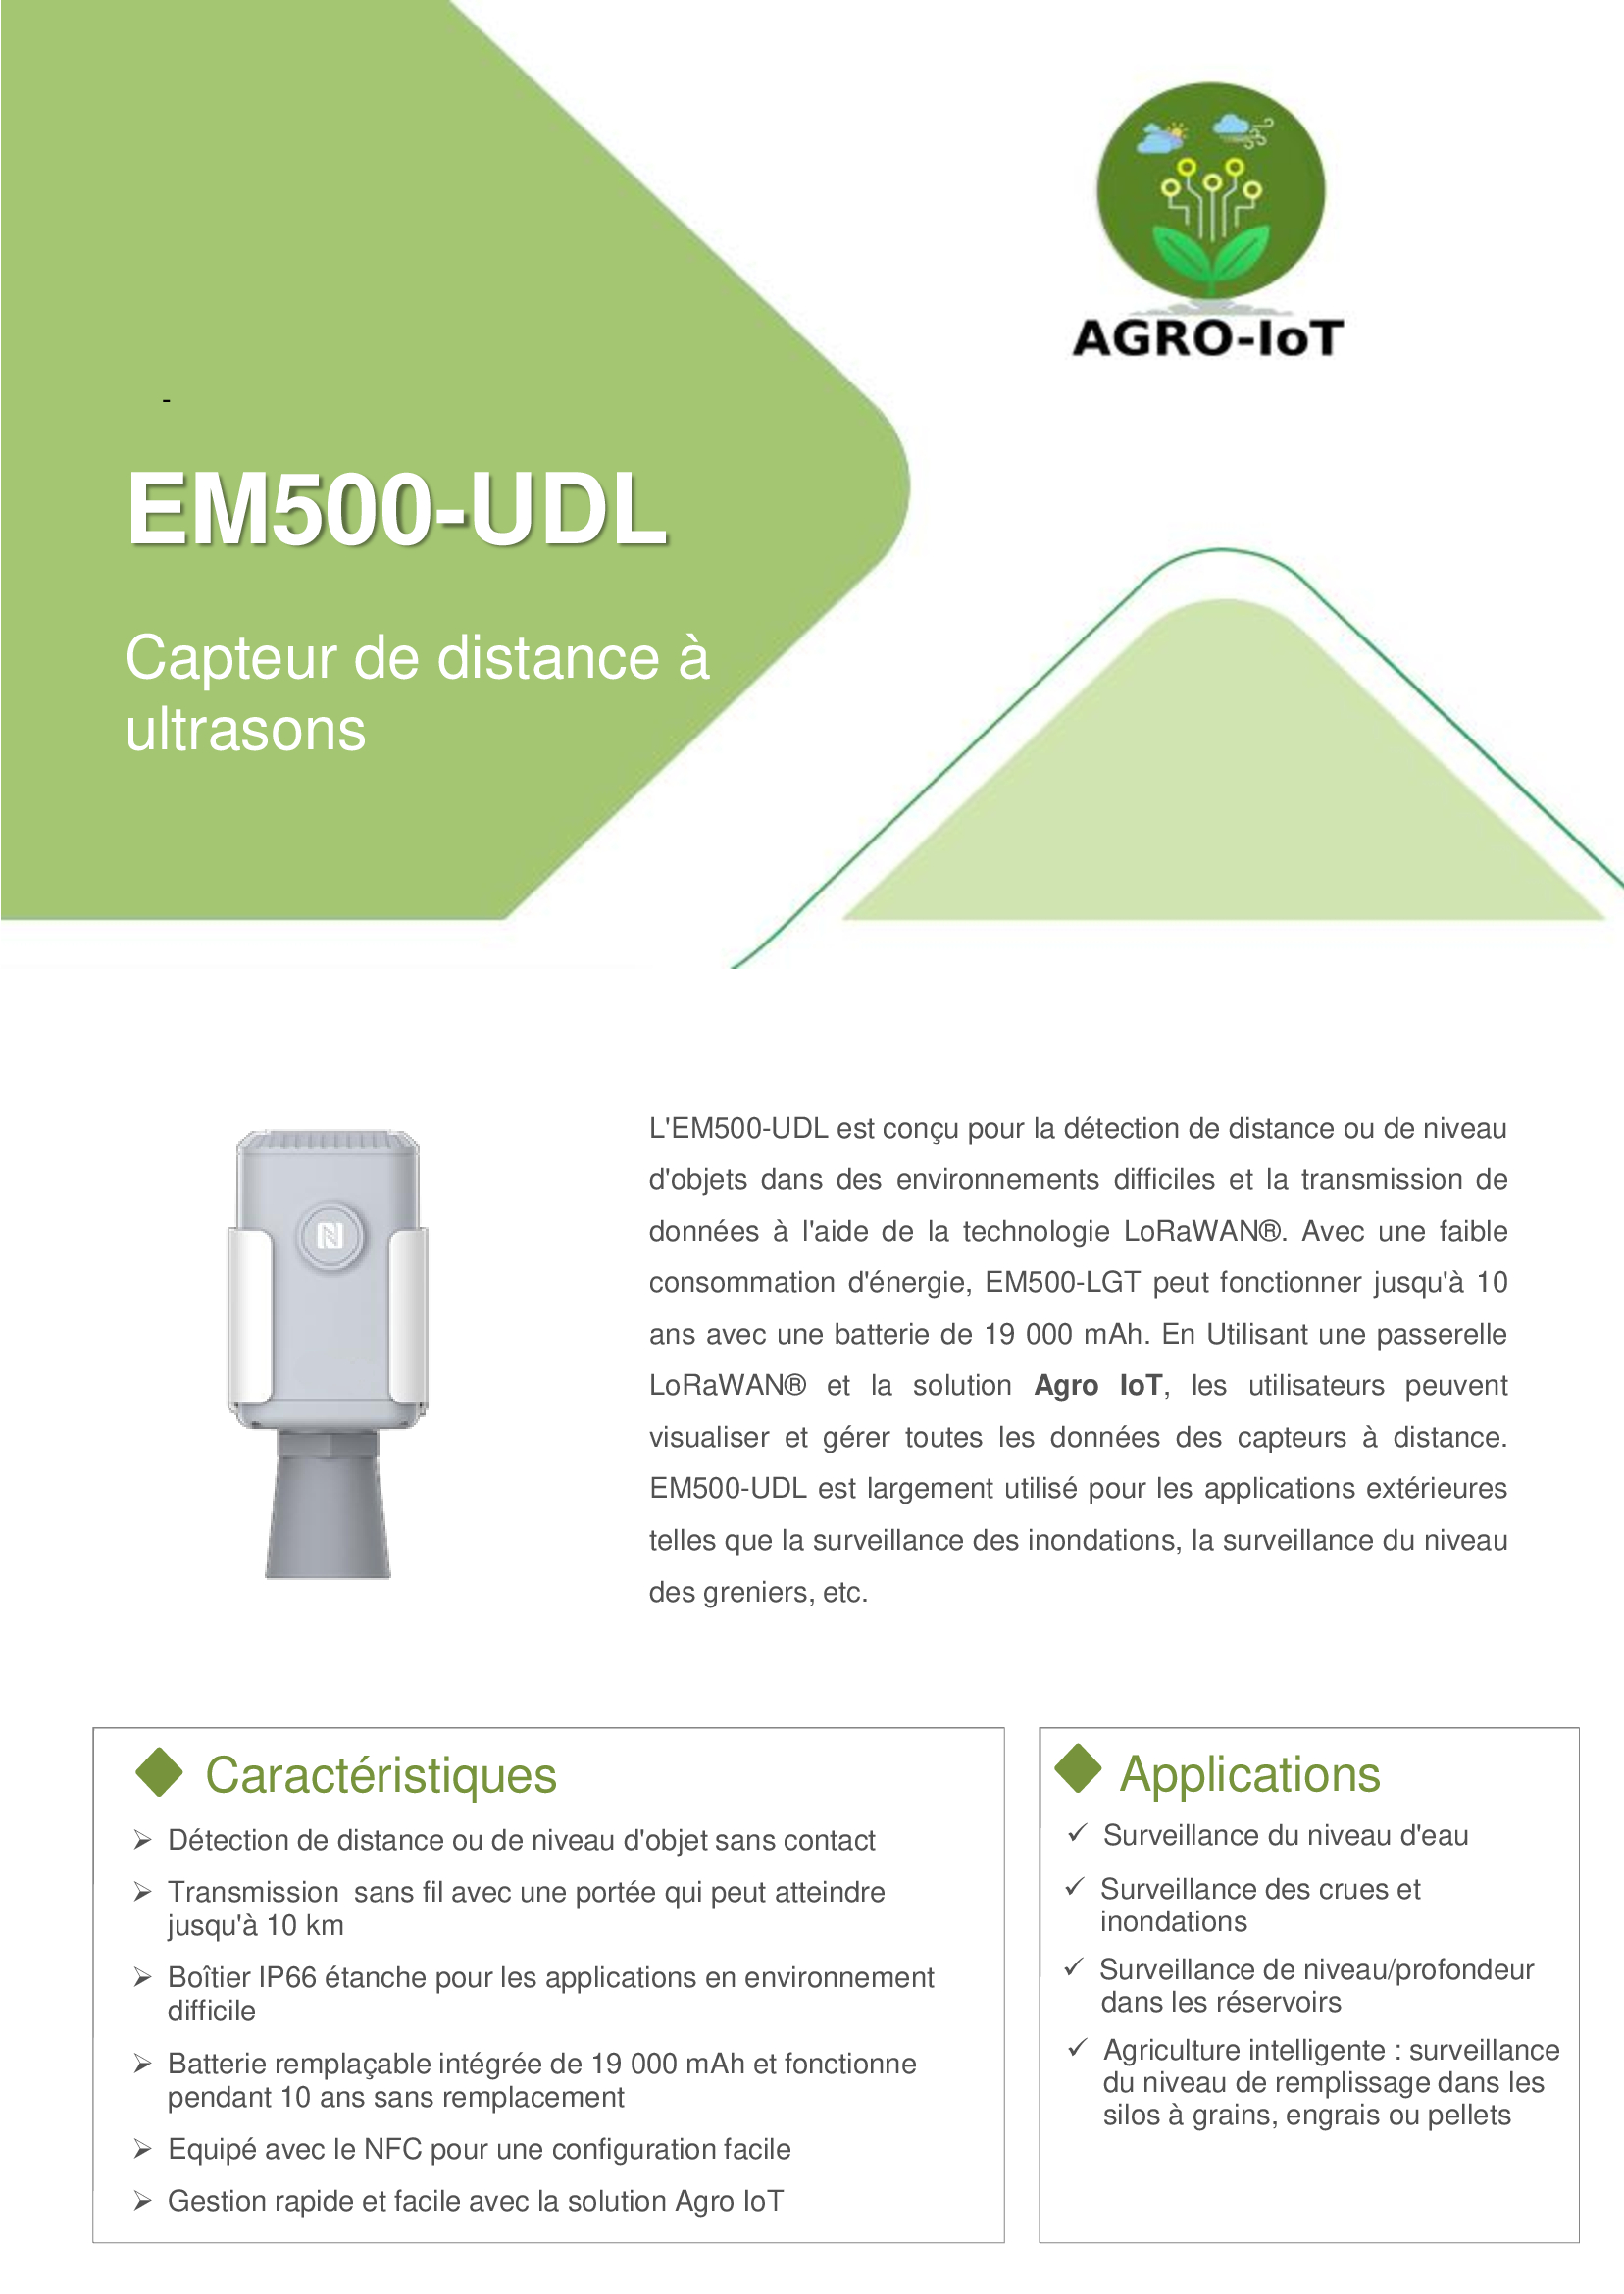 AGRO-IoT
-
EM500-UDL
Capteur de distance à
ultrasons
L'EM500-UDL est conçu pour la détection de distance ou de niveau
d'objets dans des environnements difficiles et la transmission de
données à l'aide de la technologie LoRaWAN®. Avec une faible
consommation d'énergie, EM500-LGT peut fonctionner jusqu'à 10
ans avec une batterie de 19 000 mAh. En Utilisant une passerelle
LoRaWAN® et la solution Agro IoT, les utilisateurs peuvent
visualiser et gérer toutes les données des capteurs à distance.
EM500-UDL est largement utilisé pour les applications extérieures
telles que la surveillance des inondations, la surveillance du niveau
des greniers, etc.
Caractéristiques
Détection de distance ou de niveau d'objet sans contact
Transmission sans fil avec une portée qui peut atteindre
jusqu'à 10 km
Boîtier IP66 étanche pour les applications en environnement
difficile
Batterie remplaçable intégrée de 19 000 mAh et fonctionne
pendant 10 ans sans remplacement
Equipé avec le NFC pour une configuration facile
Gestion rapide et facile avec la solution Agro IoT
Applications
Surveillance du niveau d'eau
Surveillance des crues et
inondations
Surveillance de niveau/profondeur
dans les réservoirs
Agriculture intelligente : surveillance
du niveau de remplissage dans les
silos à grains, engrais ou pellets